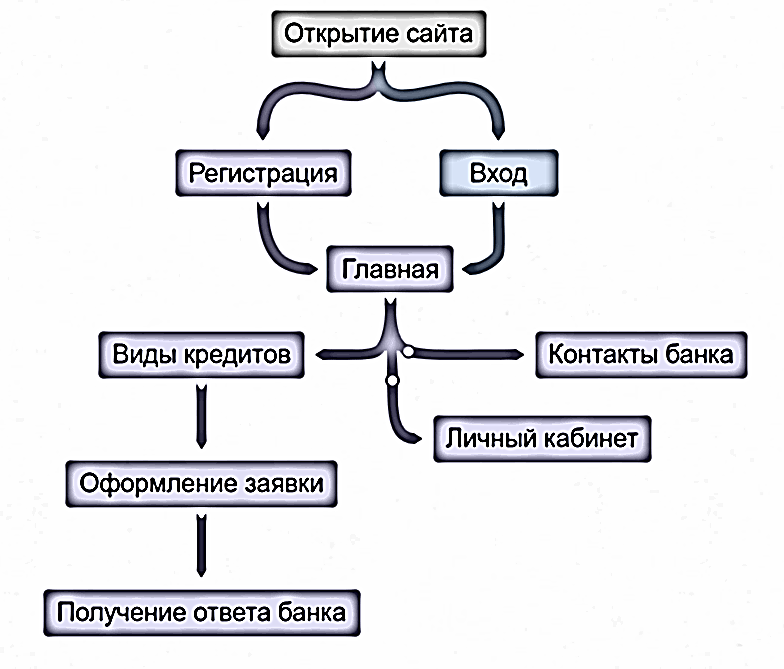 Открытие сайта
Регистрация
Вход
Главная
Виды кредитов
Контакты банка
Личный кабинет
Оформление заявки
Получение ответа банка